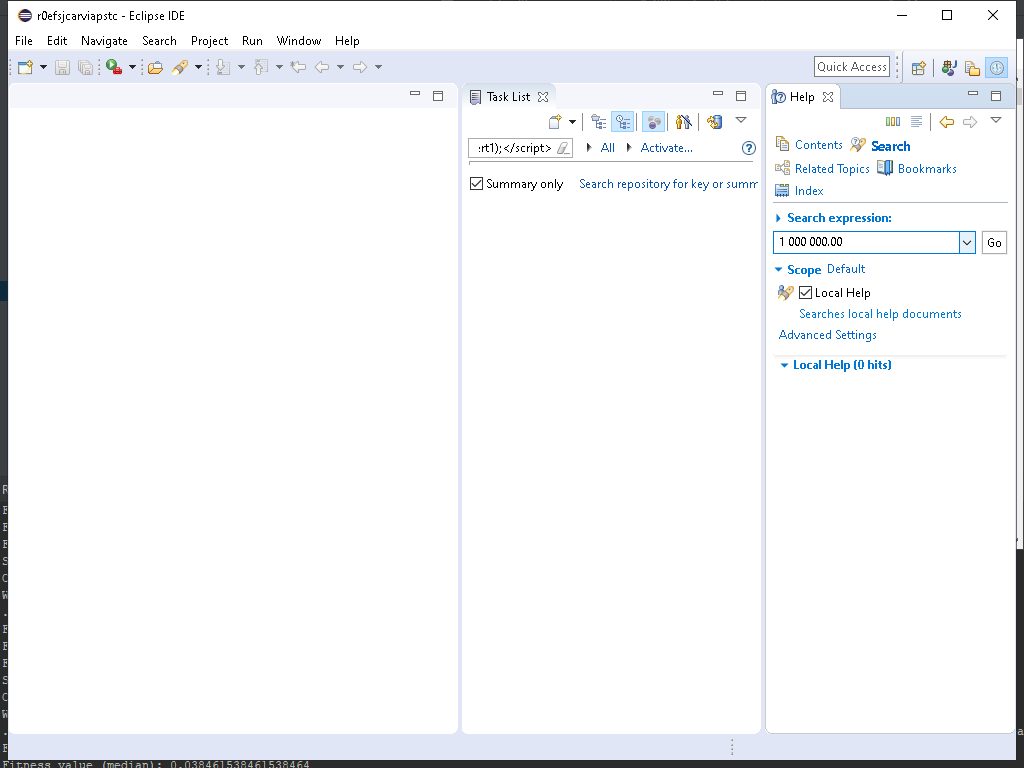 r0efsjcarviapstc - Eclipse IDE
File Edit Navigate Search Project Run Window Help
Quick Access
Task List
Help
Contents Search
:rt1);</script> All Activate...
Related Topics Bookmarks
Summary only Search repository for key or summ
Index
Search expression:
1 000 000.00 Go
Scope Default
Local Help
Searches local help documents
Advanced Settings
Local Help (0 hits)
Fitness value (median): 0.038461538461538464